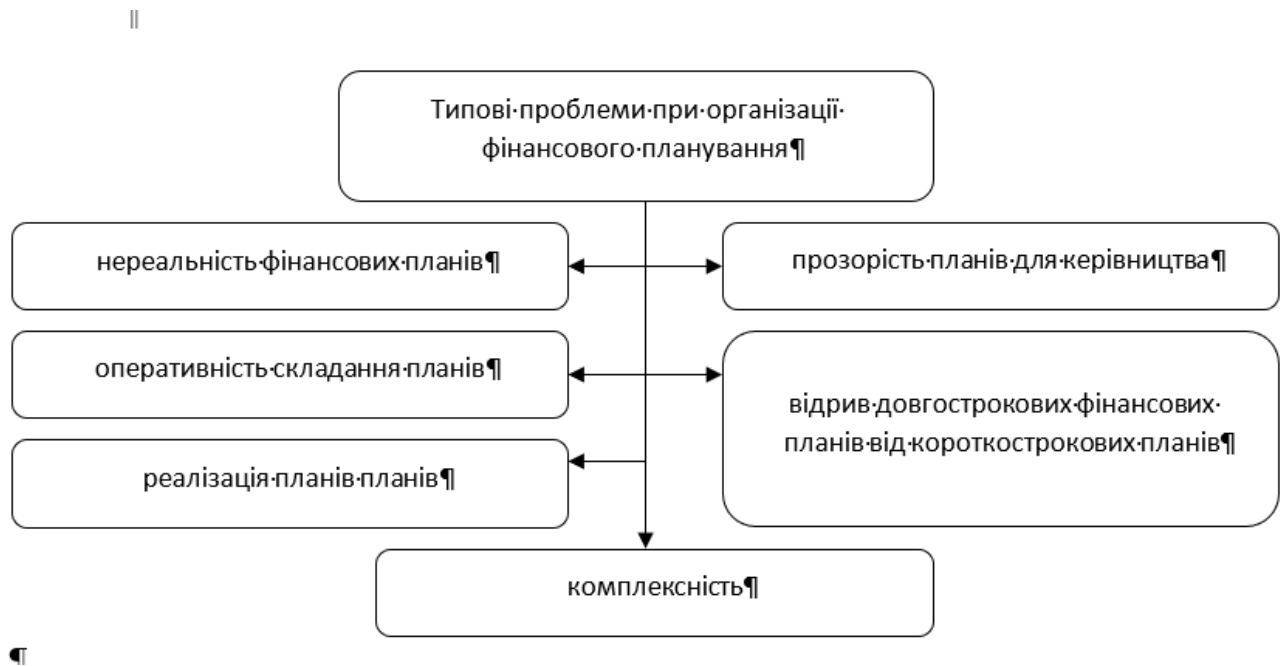 Типові·проблеми·при·організації·
фінансового·планування¶
нереальність·фінансових·планів¶
прозорість·планів·для·керівництва¶
оперативність·складання·планів¶
відрив·довгострокових·фінансових·
планів·від·короткострокових·планів¶
реалізація·планів·планів¶
комплексність¶
¶